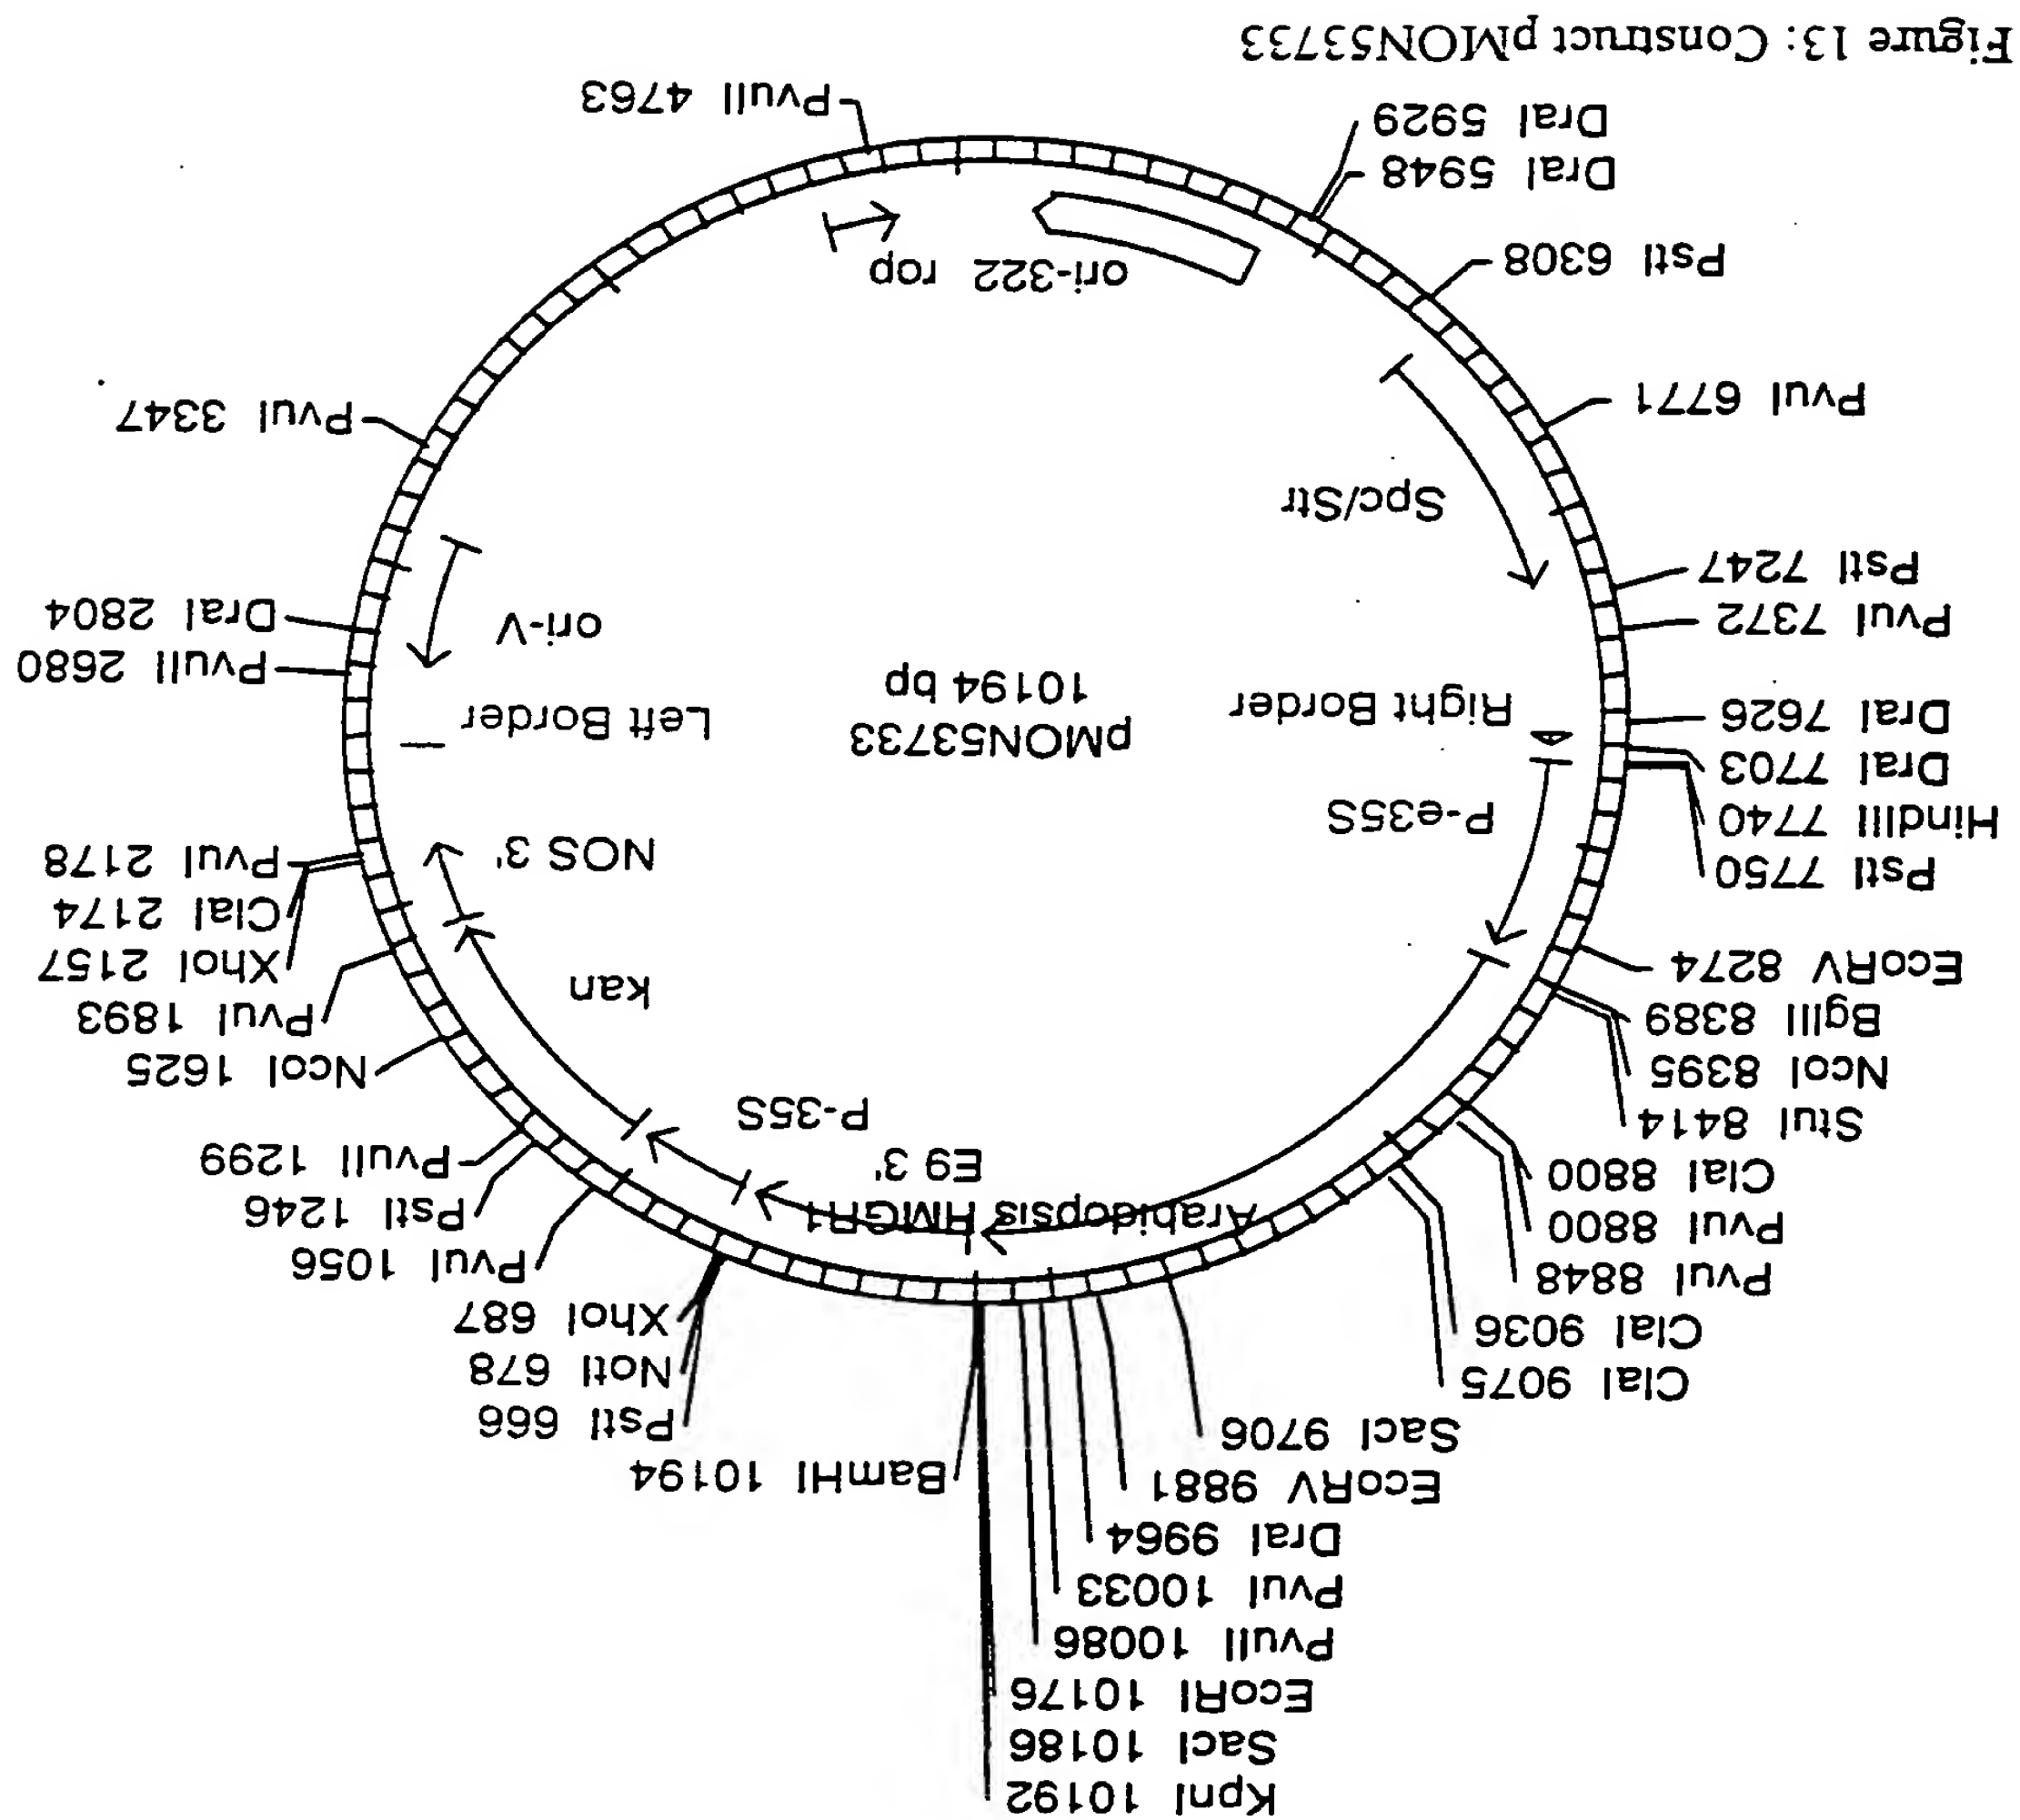 KpnI 10192
SacI 10186
EcoRI 10176
PvuII 10086
PvuI 10033
DraI 9964
EcoRV 9881
SacI 9706
BamHI 10194
PstI 666
NotI 678
XhoI 687
PvuI 1056
PstI 1246
PvuII 1299
NcoI 1625
PvuI 1893
XhoI 2157
ClaI 2174
PvuI 2178
PvuII 2680
DraI 2804
PvuI 3347
PvuII 4763
ClaI 9075
ClaI 9036
PvuI 8848
PvuI 8800
ClaI 8800
StuI 8414
NcoI 8395
BglII 8389
EcoRV 8274
PstI 7750
HindIII 7740
DraI 7703
DraI 7626
PvuI 7372
PstI 7247
PvuI 6771
PstI 6308
DraI 5948
DraI 5929
Arabidopsis HMGR1
E9 3'
P-35S
kan
NOS 3'
P-e35S
Right Border
pMON53733
10194 bp
Left Border
ori-V
Spc/Str
ori-322
rop
Figure 13: Construct pMON53733